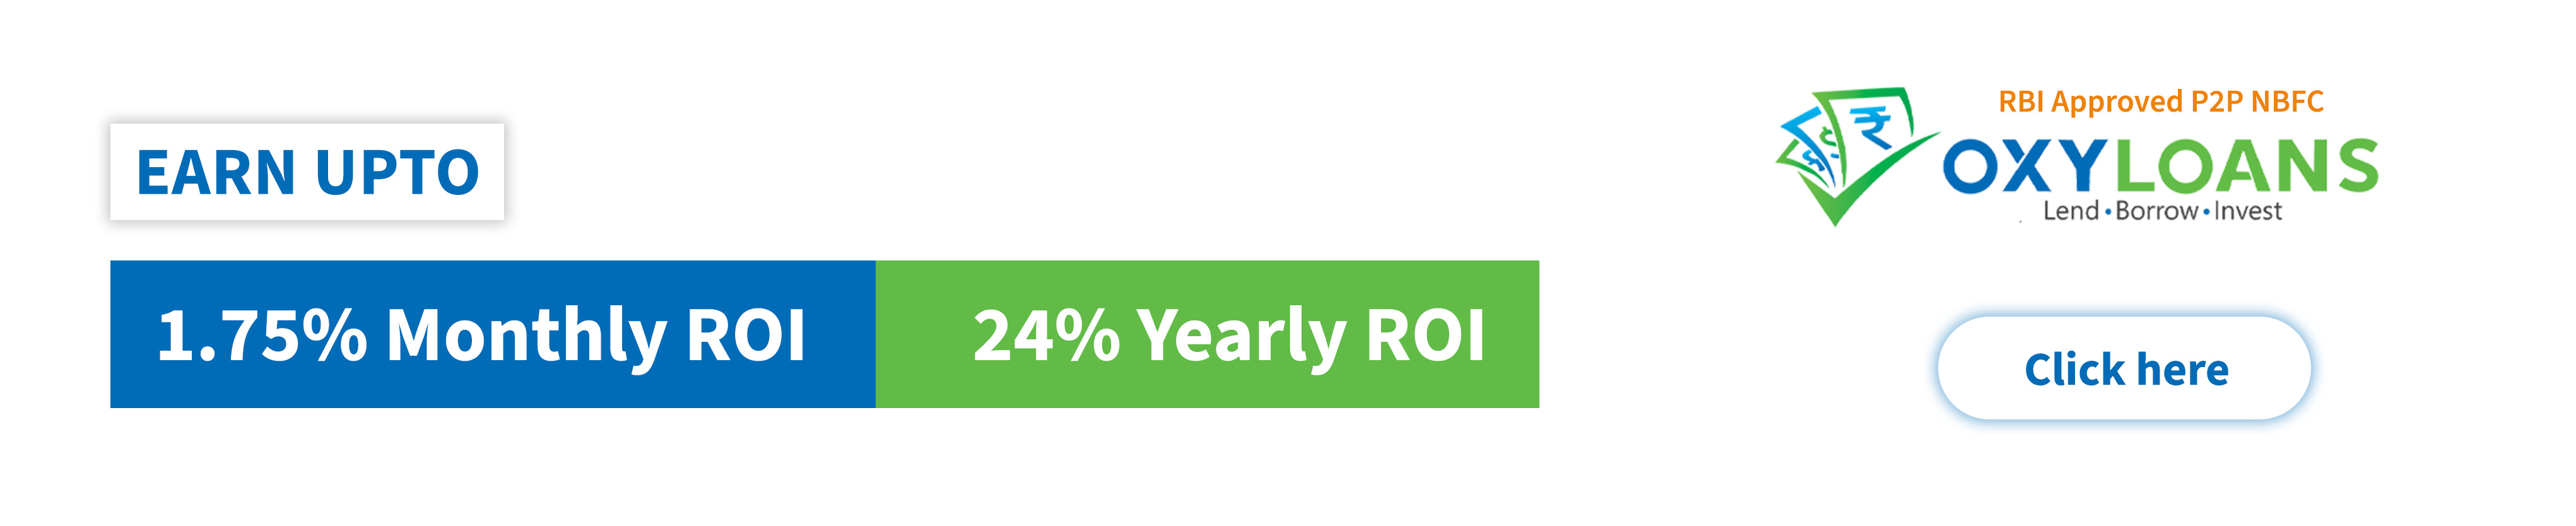 EARN UPTO
1.75% Monthly ROI
24% Yearly ROI
RBI Approved P2P NBFC
OXYLOANS
Lend • Borrow • Invest
Click here